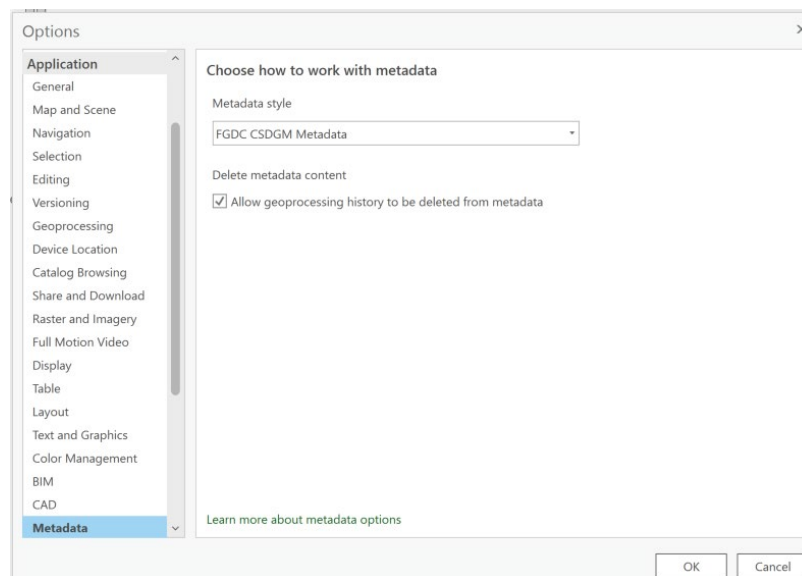 Options
Application
General
Map and Scene
Navigation
Selection
Editing
Versioning
Geoprocessing
Device Location
Catalog Browsing
Share and Download
Raster and Imagery
Full Motion Video
Display
Table
Layout
Text and Graphics
Color Management
BIM
CAD
Metadata
Choose how to work with metadata
Metadata style
FGDC CSDGM Metadata
Delete metadata content
Allow geoprocessing history to be deleted from metadata
Learn more about metadata options
OK
Cancel